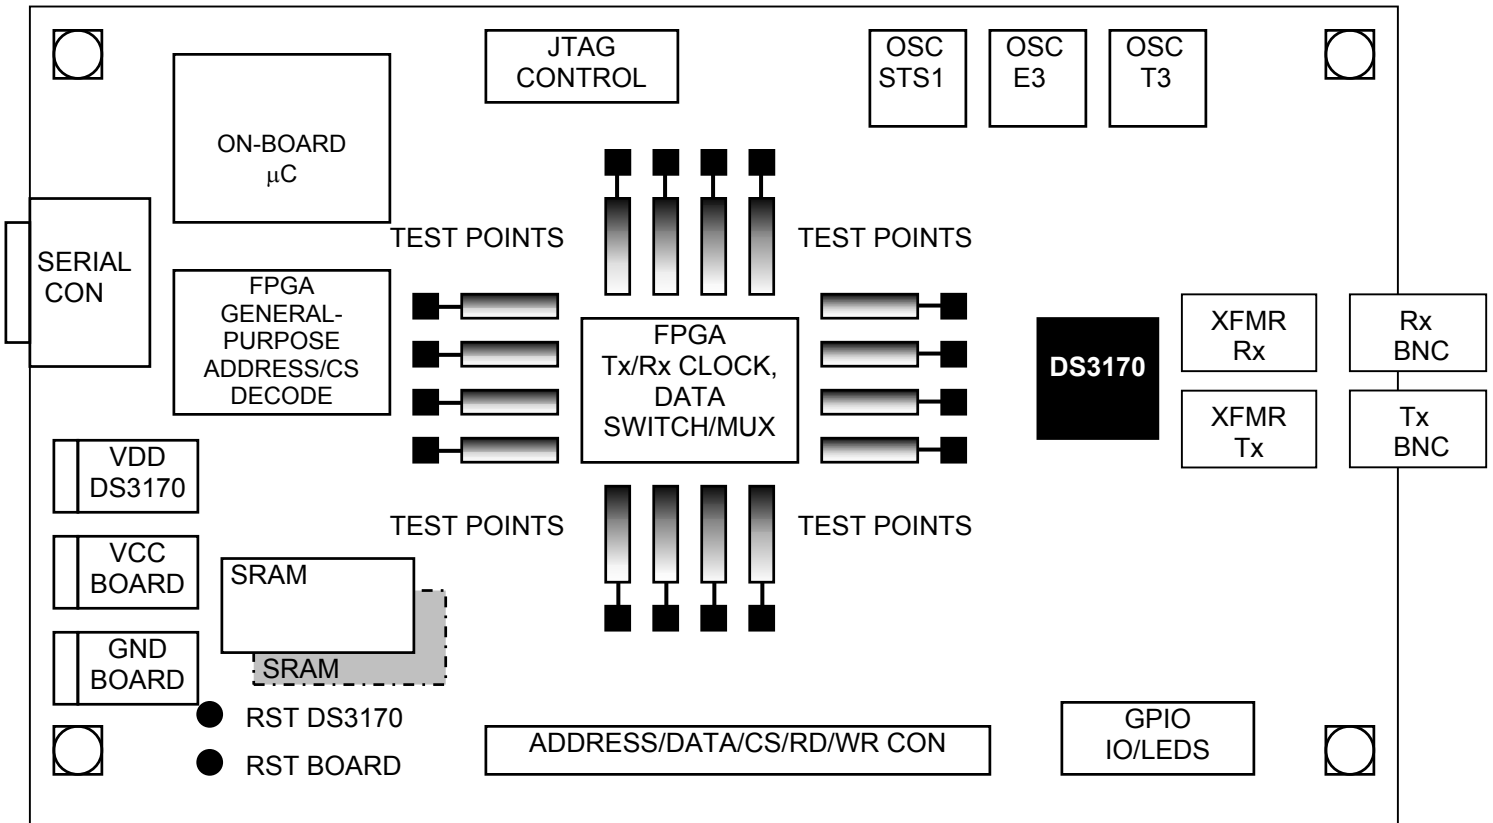 JTAG
CONTROL
OSC
STS1
OSC
E3
OSC
T3
ON-BOARD
µC
TEST POINTS
TEST POINTS
SERIAL
CON
FPGA
GENERAL-
PURPOSE
ADDRESS/CS
DECODE
FPGA
Tx/Rx CLOCK,
DATA
SWITCH/MUX
DS3170
XFMR
Rx
Rx
BNC
XFMR
Tx
Tx
BNC
VDD
DS3170
TEST POINTS
TEST POINTS
VCC
BOARD
SRAM
SRAM
GND
BOARD
RST DS3170
RST BOARD
ADDRESS/DATA/CS/RD/WR CON
GPIO
IO/LEDS